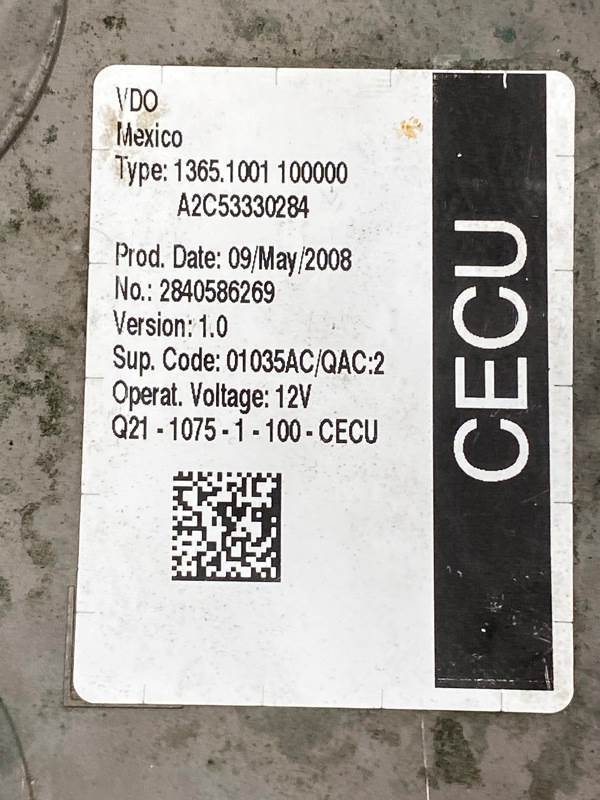 VDO
Mexico
Type: 1365.1001 100000
A2C53330284
Prod. Date: 09/May/2008
No.: 2840586269
Version: 1.0
Sup. Code: 01035AC/QAC:2
Operat. Voltage: 12V
Q21 - 1075 - 1 - 100 - CECU
CECU